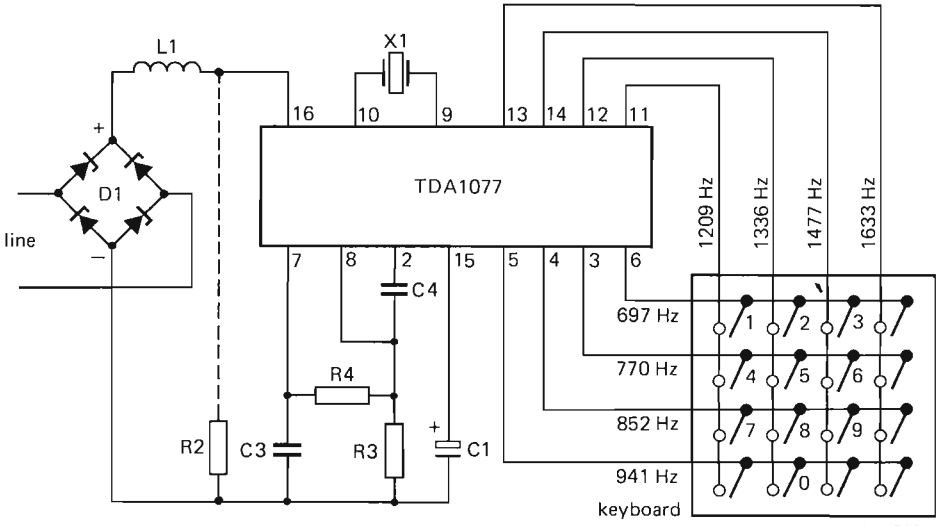 L1
X1
16
10
9
13
14
12
11
+
D1
TDA1077
line
−
7
8
2
15
5
4
3
6
1209 Hz
1336 Hz
1477 Hz
1633 Hz
C4
R4
R2
C3
R3
+
C1
697 Hz
1
2
3
770 Hz
4
5
6
852 Hz
7
8
9
941 Hz
0
keyboard